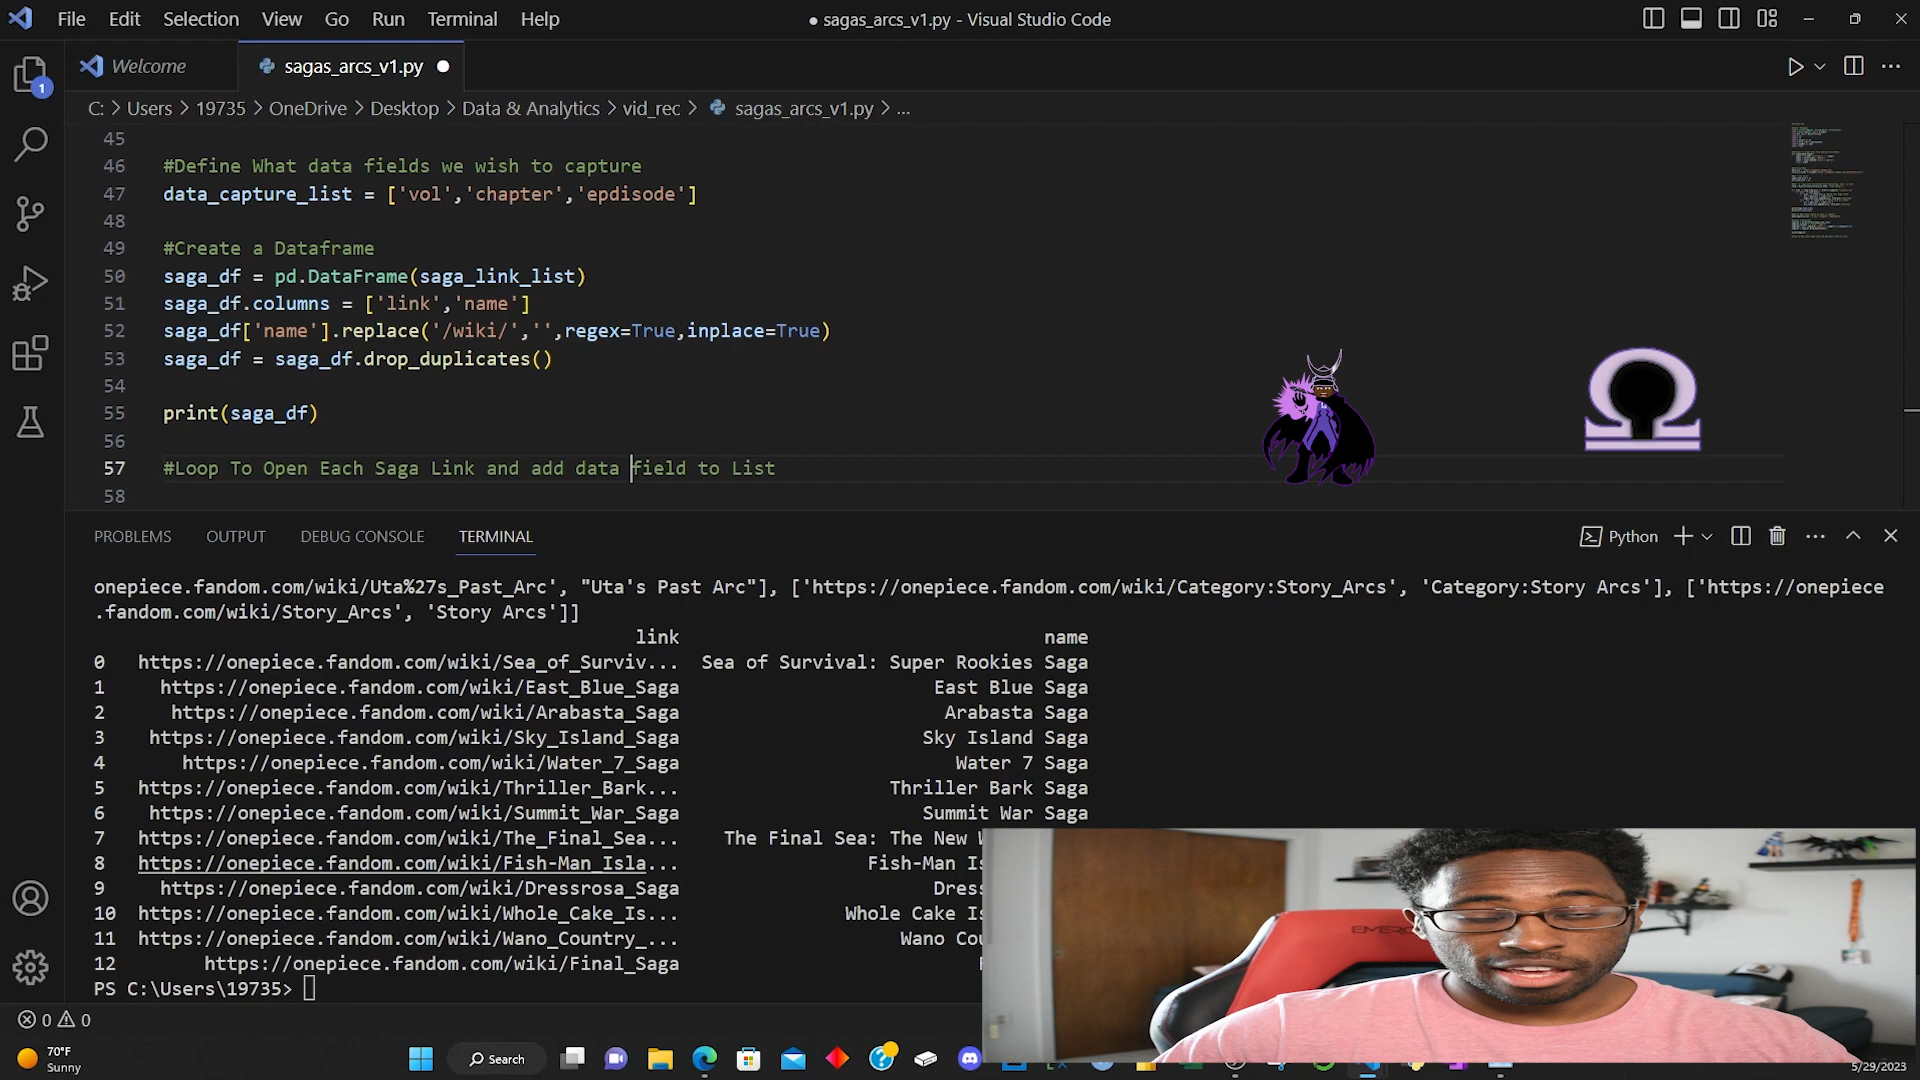 File Edit Selection View Go Run Terminal Help
● sagas_arcs_v1.py - Visual Studio Code
1
Welcome
sagas_arcs_v1.py ●
C: > Users > 19735 > OneDrive > Desktop > Data & Analytics > vid_rec > sagas_arcs_v1.py > ...
45
46 #Define What data fields we wish to capture
47 data_capture_list = ['vol','chapter','epdisode']
48
49 #Create a Dataframe
50 saga_df = pd.DataFrame(saga_link_list)
51 saga_df.columns = ['link','name']
52 saga_df['name'].replace('/wiki/','',regex=True,inplace=True)
53 saga_df = saga_df.drop_duplicates()
54
55 print(saga_df)
56
57 #Loop To Open Each Saga Link and add data field to List
58
PROBLEMS OUTPUT DEBUG CONSOLE TERMINAL
Python
onepiece.fandom.com/wiki/Uta%27s_Past_Arc', "Uta's Past Arc"], ['https://onepiece.fandom.com/wiki/Category:Story_Arcs', 'Category:Story Arcs'], ['https://onepiece
.fandom.com/wiki/Story_Arcs', 'Story Arcs']]
link name
0 https://onepiece.fandom.com/wiki/Sea_of_Surviv... Sea of Survival: Super Rookies Saga
1 https://onepiece.fandom.com/wiki/East_Blue_Saga East Blue Saga
2 https://onepiece.fandom.com/wiki/Arabasta_Saga Arabasta Saga
3 https://onepiece.fandom.com/wiki/Sky_Island_Saga Sky Island Saga
4 https://onepiece.fandom.com/wiki/Water_7_Saga Water 7 Saga
5 https://onepiece.fandom.com/wiki/Thriller_Bark... Thriller Bark Saga
6 https://onepiece.fandom.com/wiki/Summit_War_Saga Summit War Saga
7 https://onepiece.fandom.com/wiki/The_Final_Sea... The Final Sea: The New
8 https://onepiece.fandom.com/wiki/Fish-Man_Isla... Fish-Man Is
9 https://onepiece.fandom.com/wiki/Dressrosa_Saga Dress
10 https://onepiece.fandom.com/wiki/Whole_Cake_Is... Whole Cake Is
11 https://onepiece.fandom.com/wiki/Wano_Country_... Wano Cou
12 https://onepiece.fandom.com/wiki/Final_Saga
PS C:\Users\19735>
0 0
70°F
Sunny
Search
5/29/2023